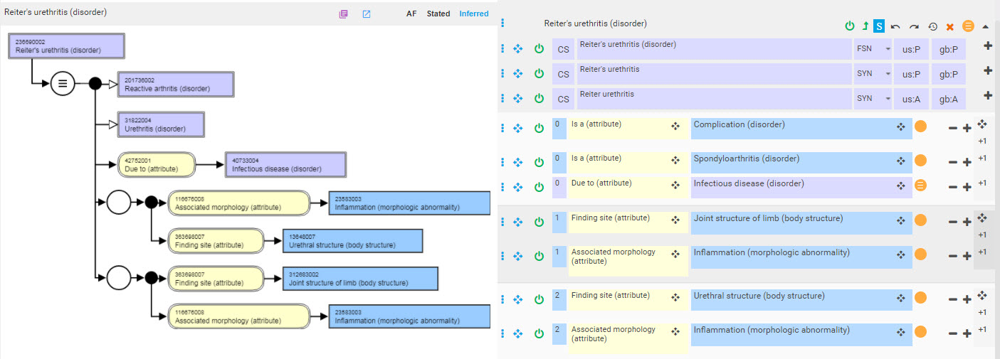 Reiter's urethritis (disorder)
AF Stated Inferred
236690002
Reiter's urethritis (disorder)
201736002
Reactive arthritis (disorder)
31822004
Urethritis (disorder)
42752001
Due to (attribute)
40733004
Infectious disease (disorder)
116676008
Associated morphology (attribute)
23583003
Inflammation (morphologic abnormality)
363698007
Finding site (attribute)
13648007
Urethral structure (body structure)
363698007
Finding site (attribute)
312683002
Joint structure of limb (body structure)
116676008
Associated morphology (attribute)
23583003
Inflammation (morphologic abnormality)
Reiter's urethritis (disorder)
S
CS Reiter's urethritis (disorder) FSN us:P gb:P
CS Reiter's urethritis SYN us:P gb:P
CS Reiter urethritis SYN us:A gb:A
0 Is a (attribute) Complication (disorder)
+1
0 Is a (attribute) Spondyloarthritis (disorder) +1
0 Due to (attribute) Infectious disease (disorder) +1
1 Finding site (attribute) Joint structure of limb (body structure)
+1
1 Associated morphology (attribute) Inflammation (morphologic abnormality) +1
2 Finding site (attribute) Urethral structure (body structure)
+1
2 Associated morphology (attribute) Inflammation (morphologic abnormality) +1